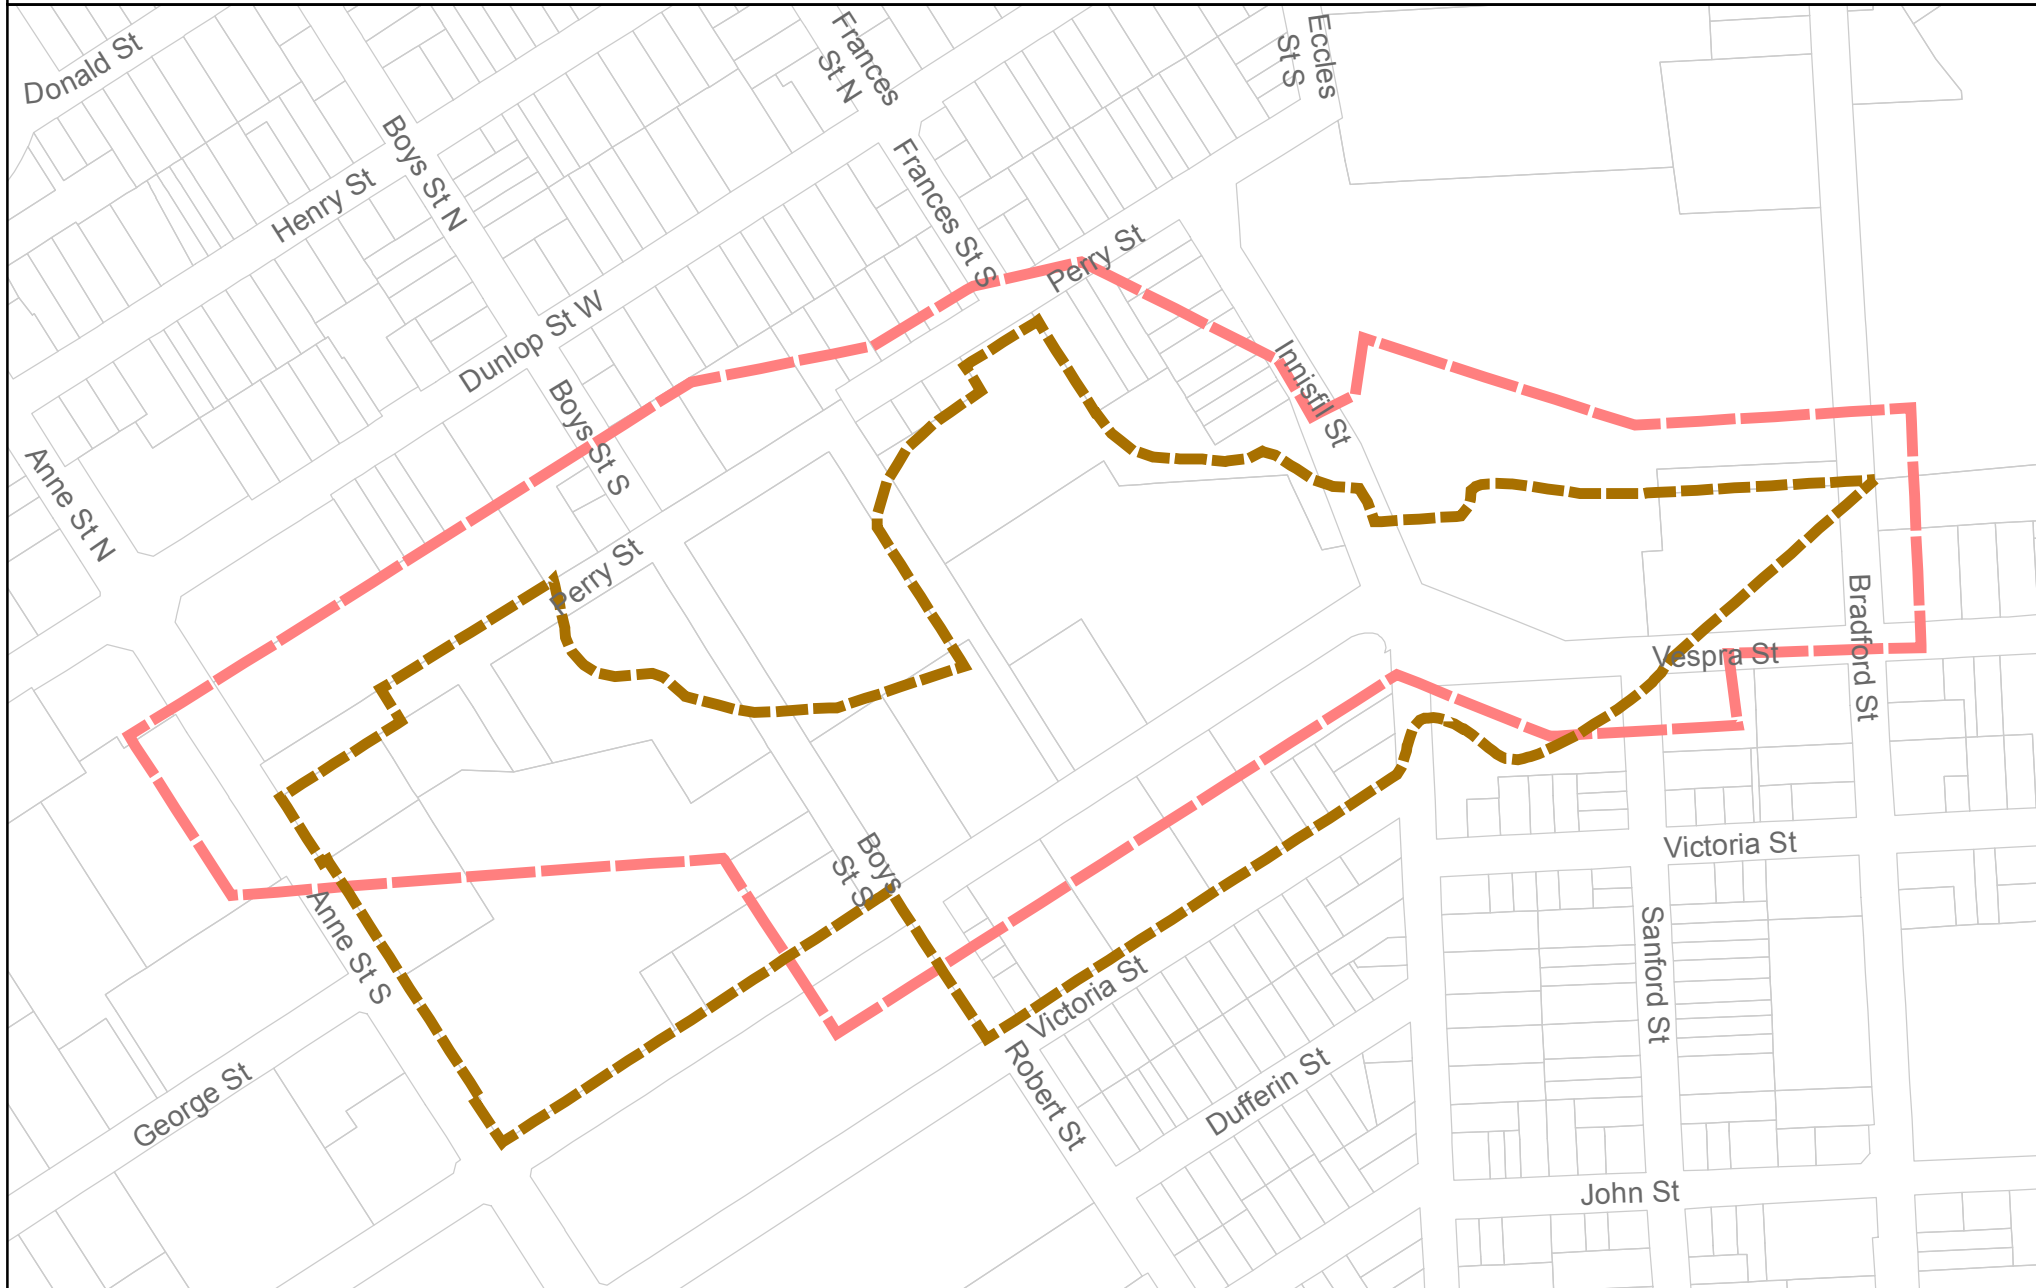 Donald St
Frances
St N
Eccles
St S
Boys St N
Henry St
Frances St S
Perry St
Dunlop St W
Innisfil St
Boys St S
Anne St N
Perry St
Bradford St
Vespra St
Boys
St S
Victoria St
Anne St S
Sanford St
Victoria St
Robert St
Dufferin St
George St
John St